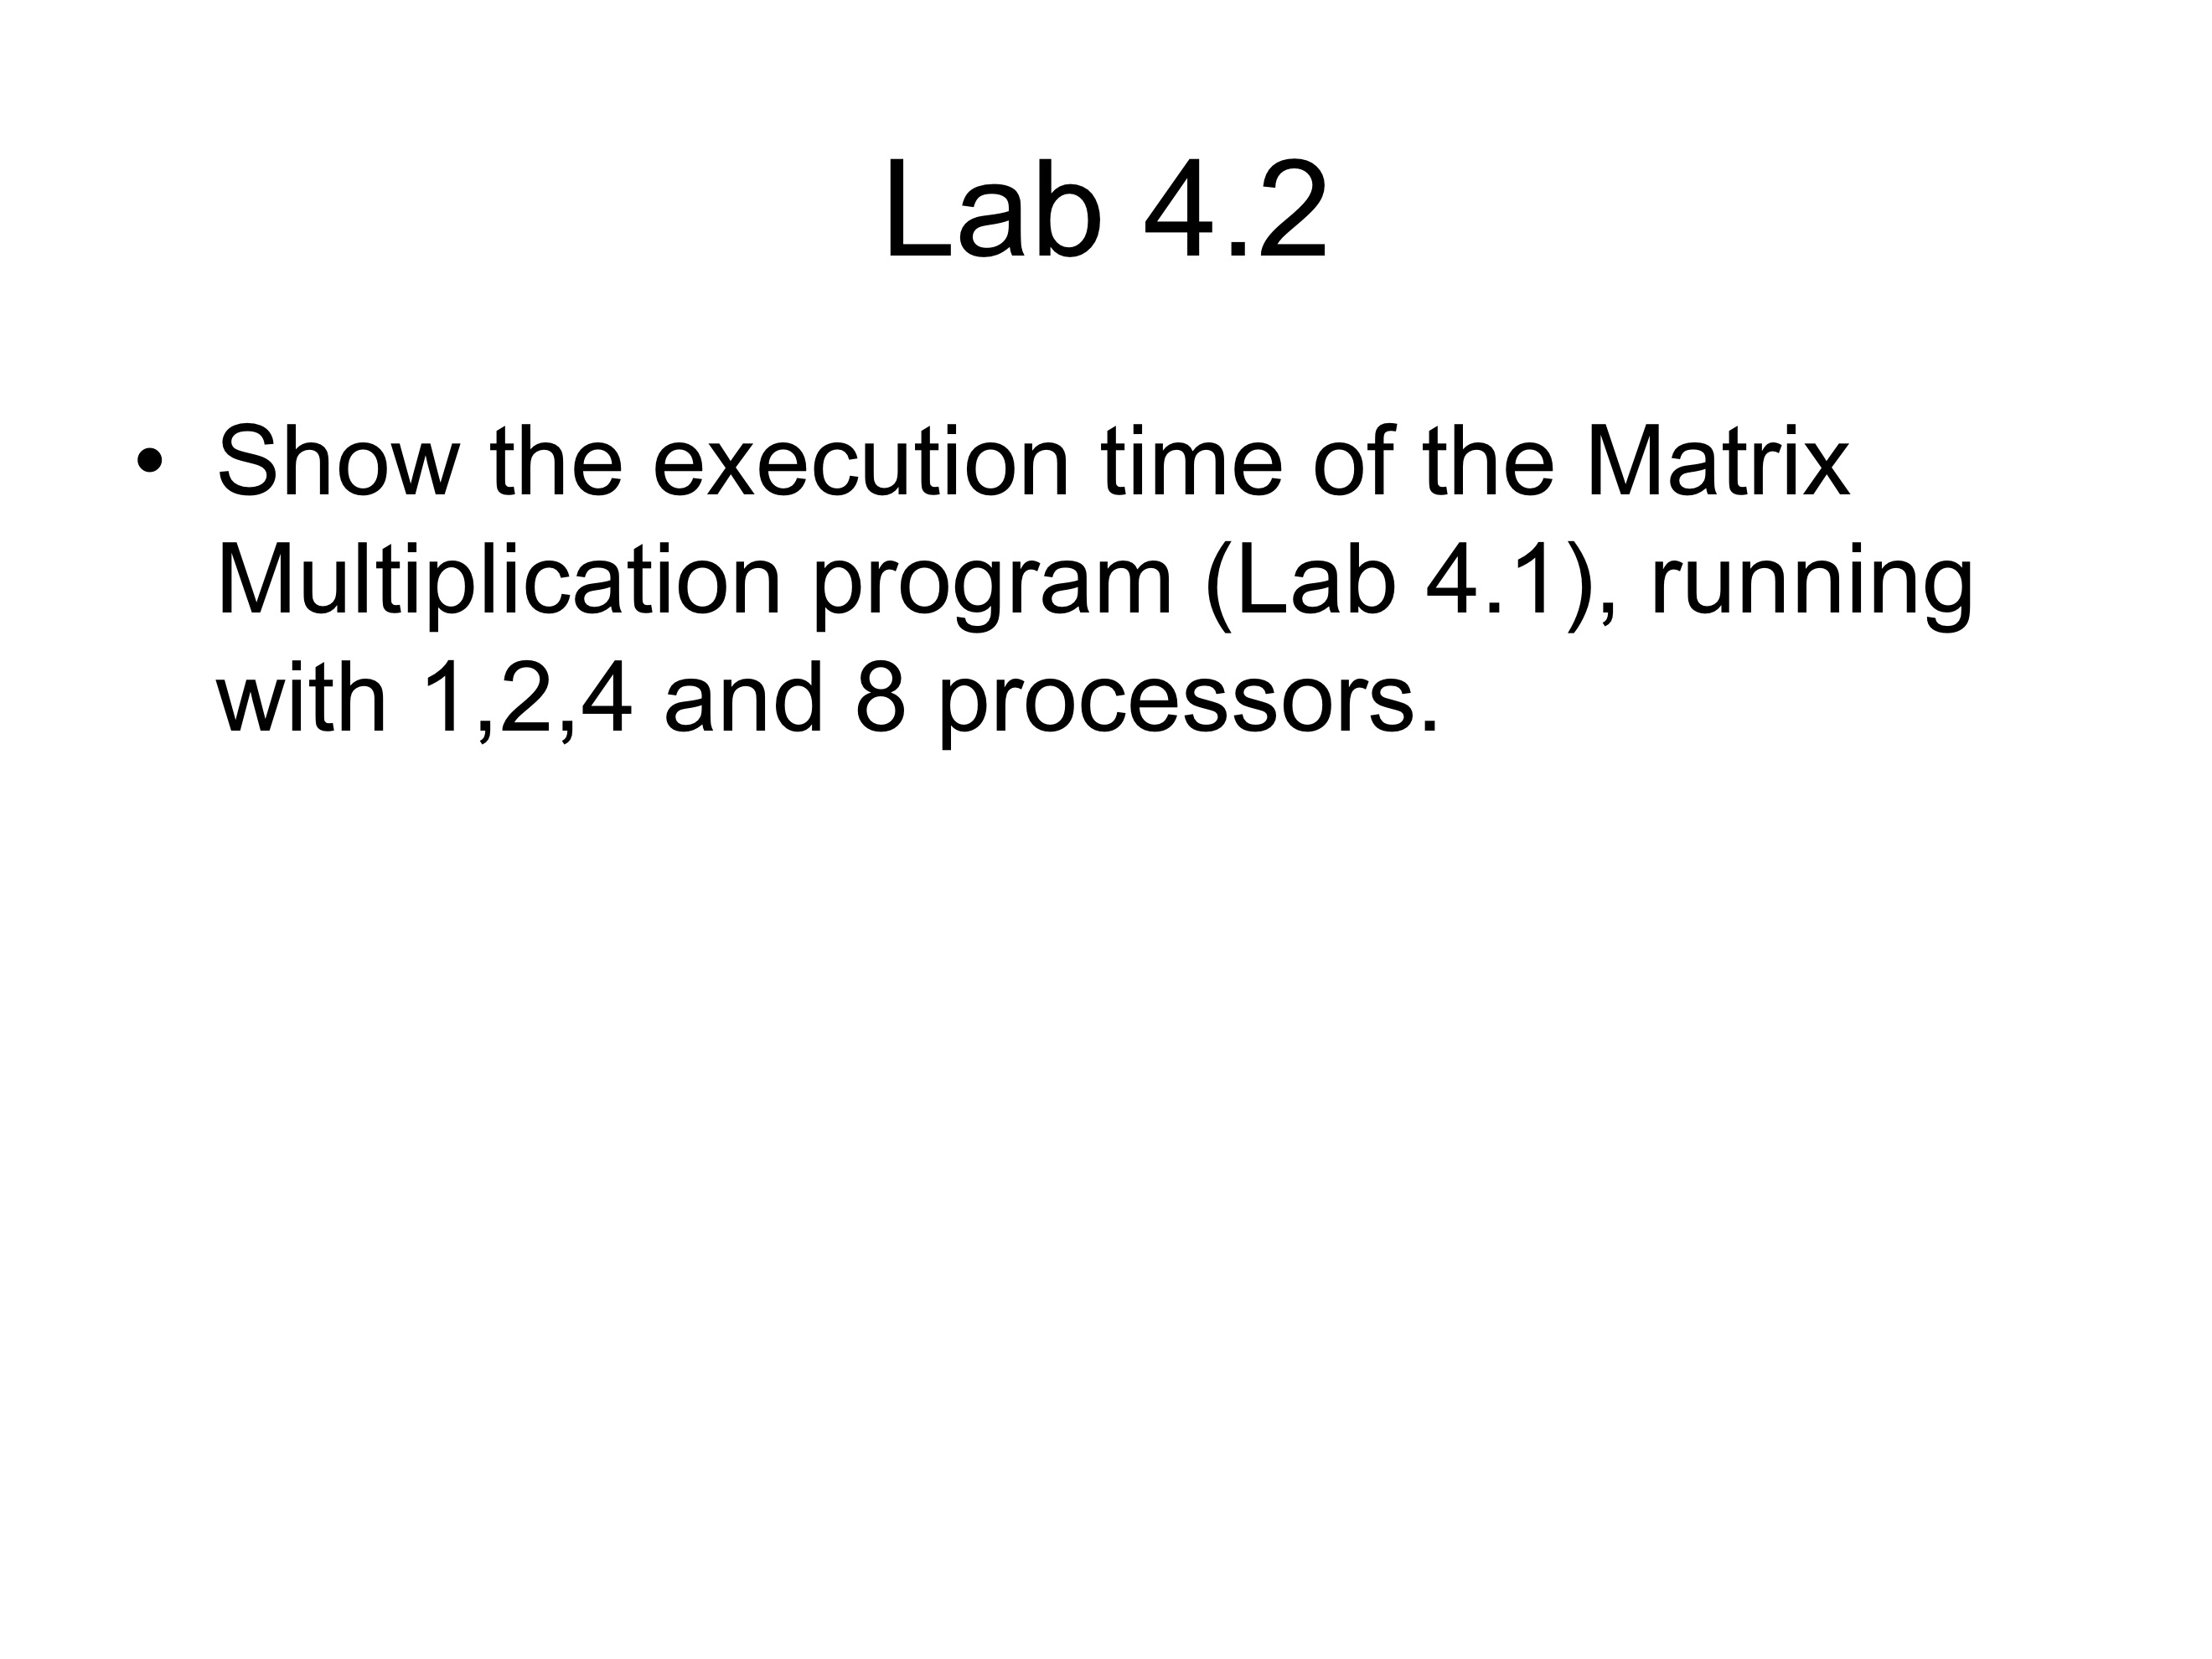 Lab 4.2
• Show the execution time of the Matrix
Multiplication program (Lab 4.1), running
with 1,2,4 and 8 processors.